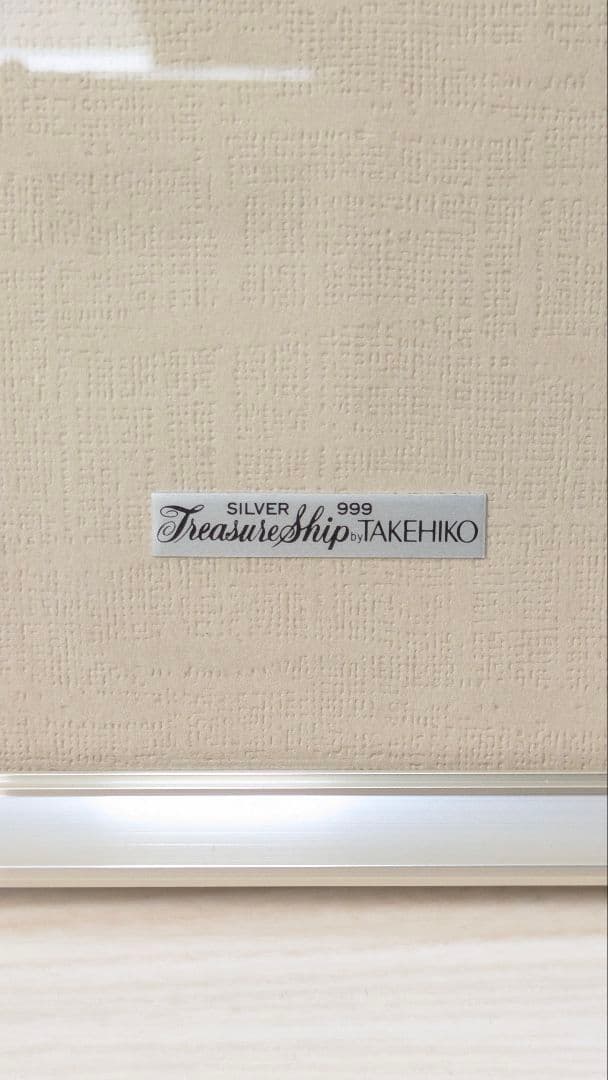 SILVER 999
TreasureShip by TAKEHIKO